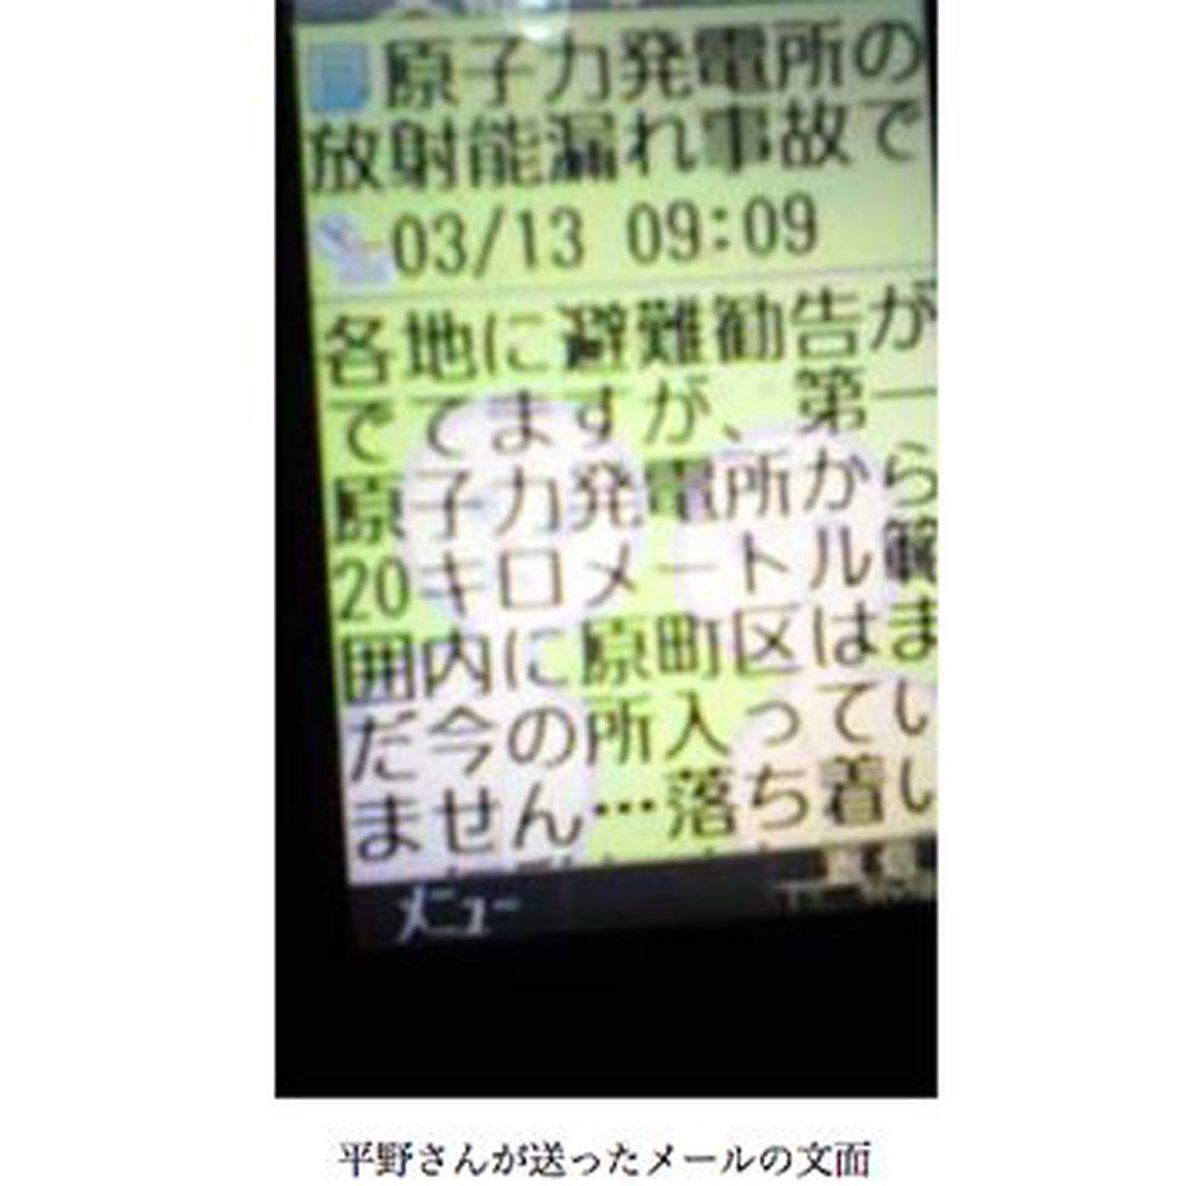 原子力発電所の
放射能漏れ事故で
03/13 09:09
各地に避難勧告が
でてますが、第一
原子力発電所から
20キロメートル範
囲内に原町区はま
だ今の所入ってい
ません…落ち着い
メニュー
平野さんが送ったメールの文面